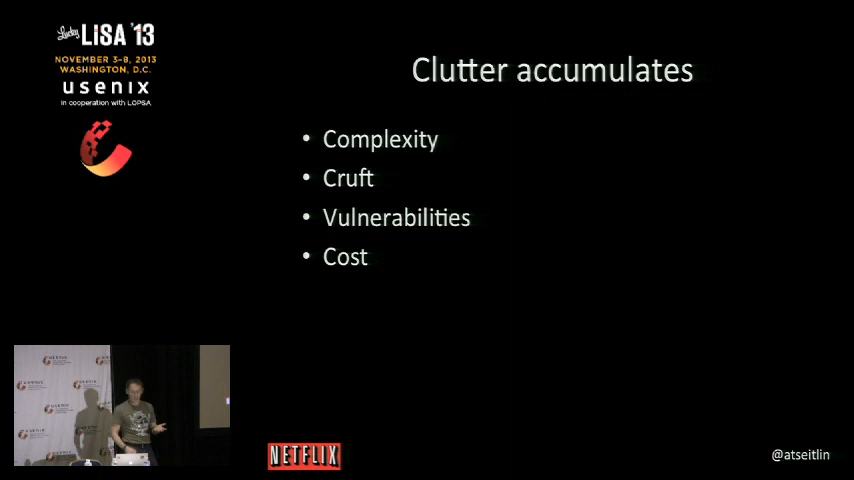 Lucky LISA '13
NOVEMBER 3-8, 2013
WASHINGTON, D.C.
usenix
in cooperation with LOPSA
Clutter accumulates
• Complexity
• Cruft
• Vulnerabilities
• Cost
NETFLIX
@atseitlin